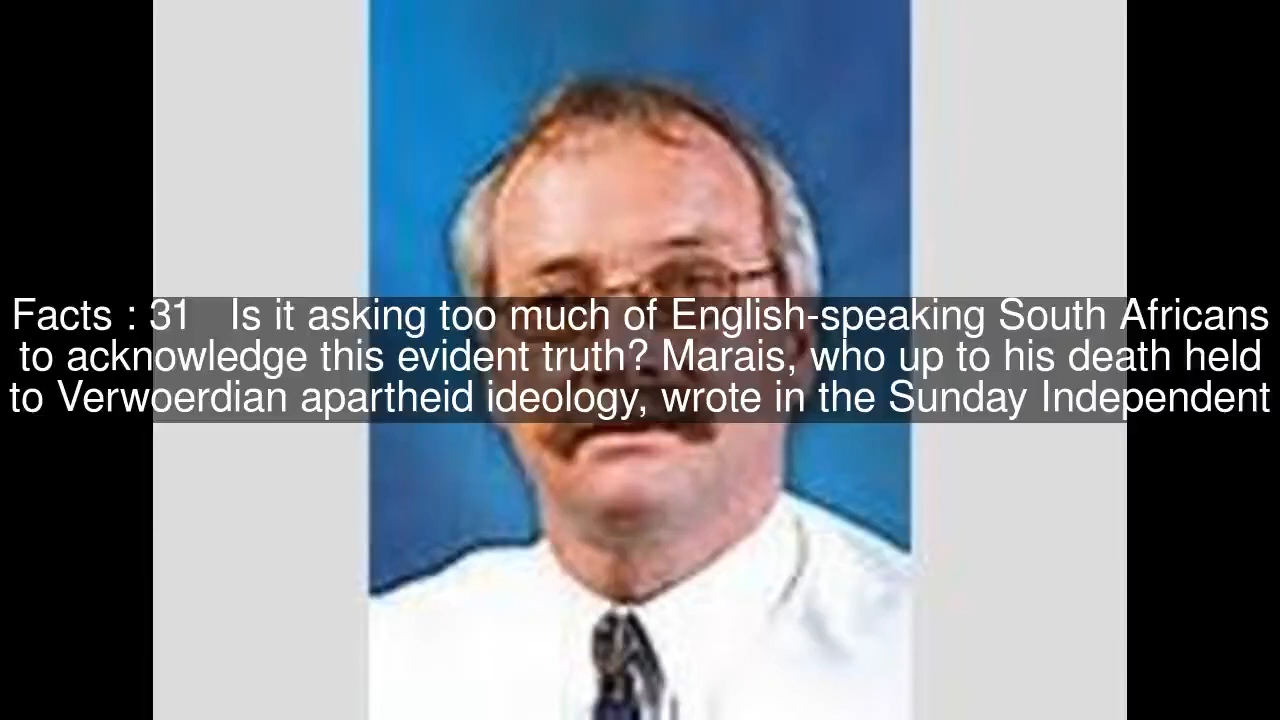 Facts : 31 Is it asking too much of English-speaking South Africans
to acknowledge this evident truth? Marais, who up to his death held
to Verwoerdian apartheid ideology, wrote in the Sunday Independent